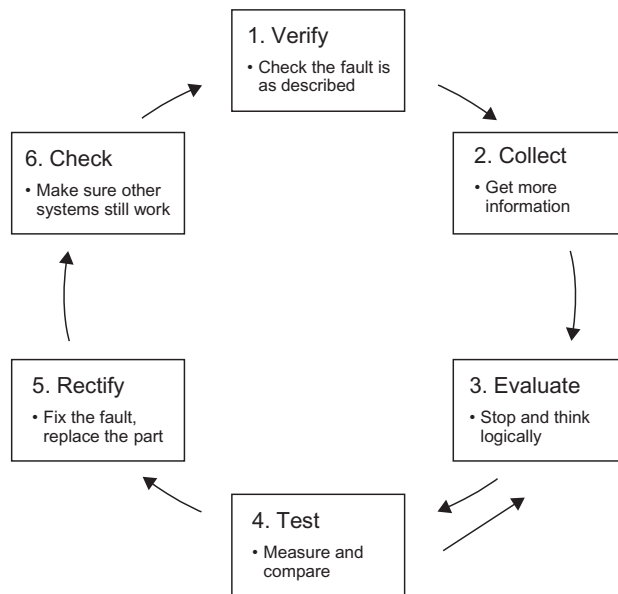 1. Verify
• Check the fault is
as described
2. Collect
• Get more
information
3. Evaluate
• Stop and think
logically
4. Test
• Measure and
compare
5. Rectify
• Fix the fault,
replace the part
6. Check
• Make sure other
systems still work